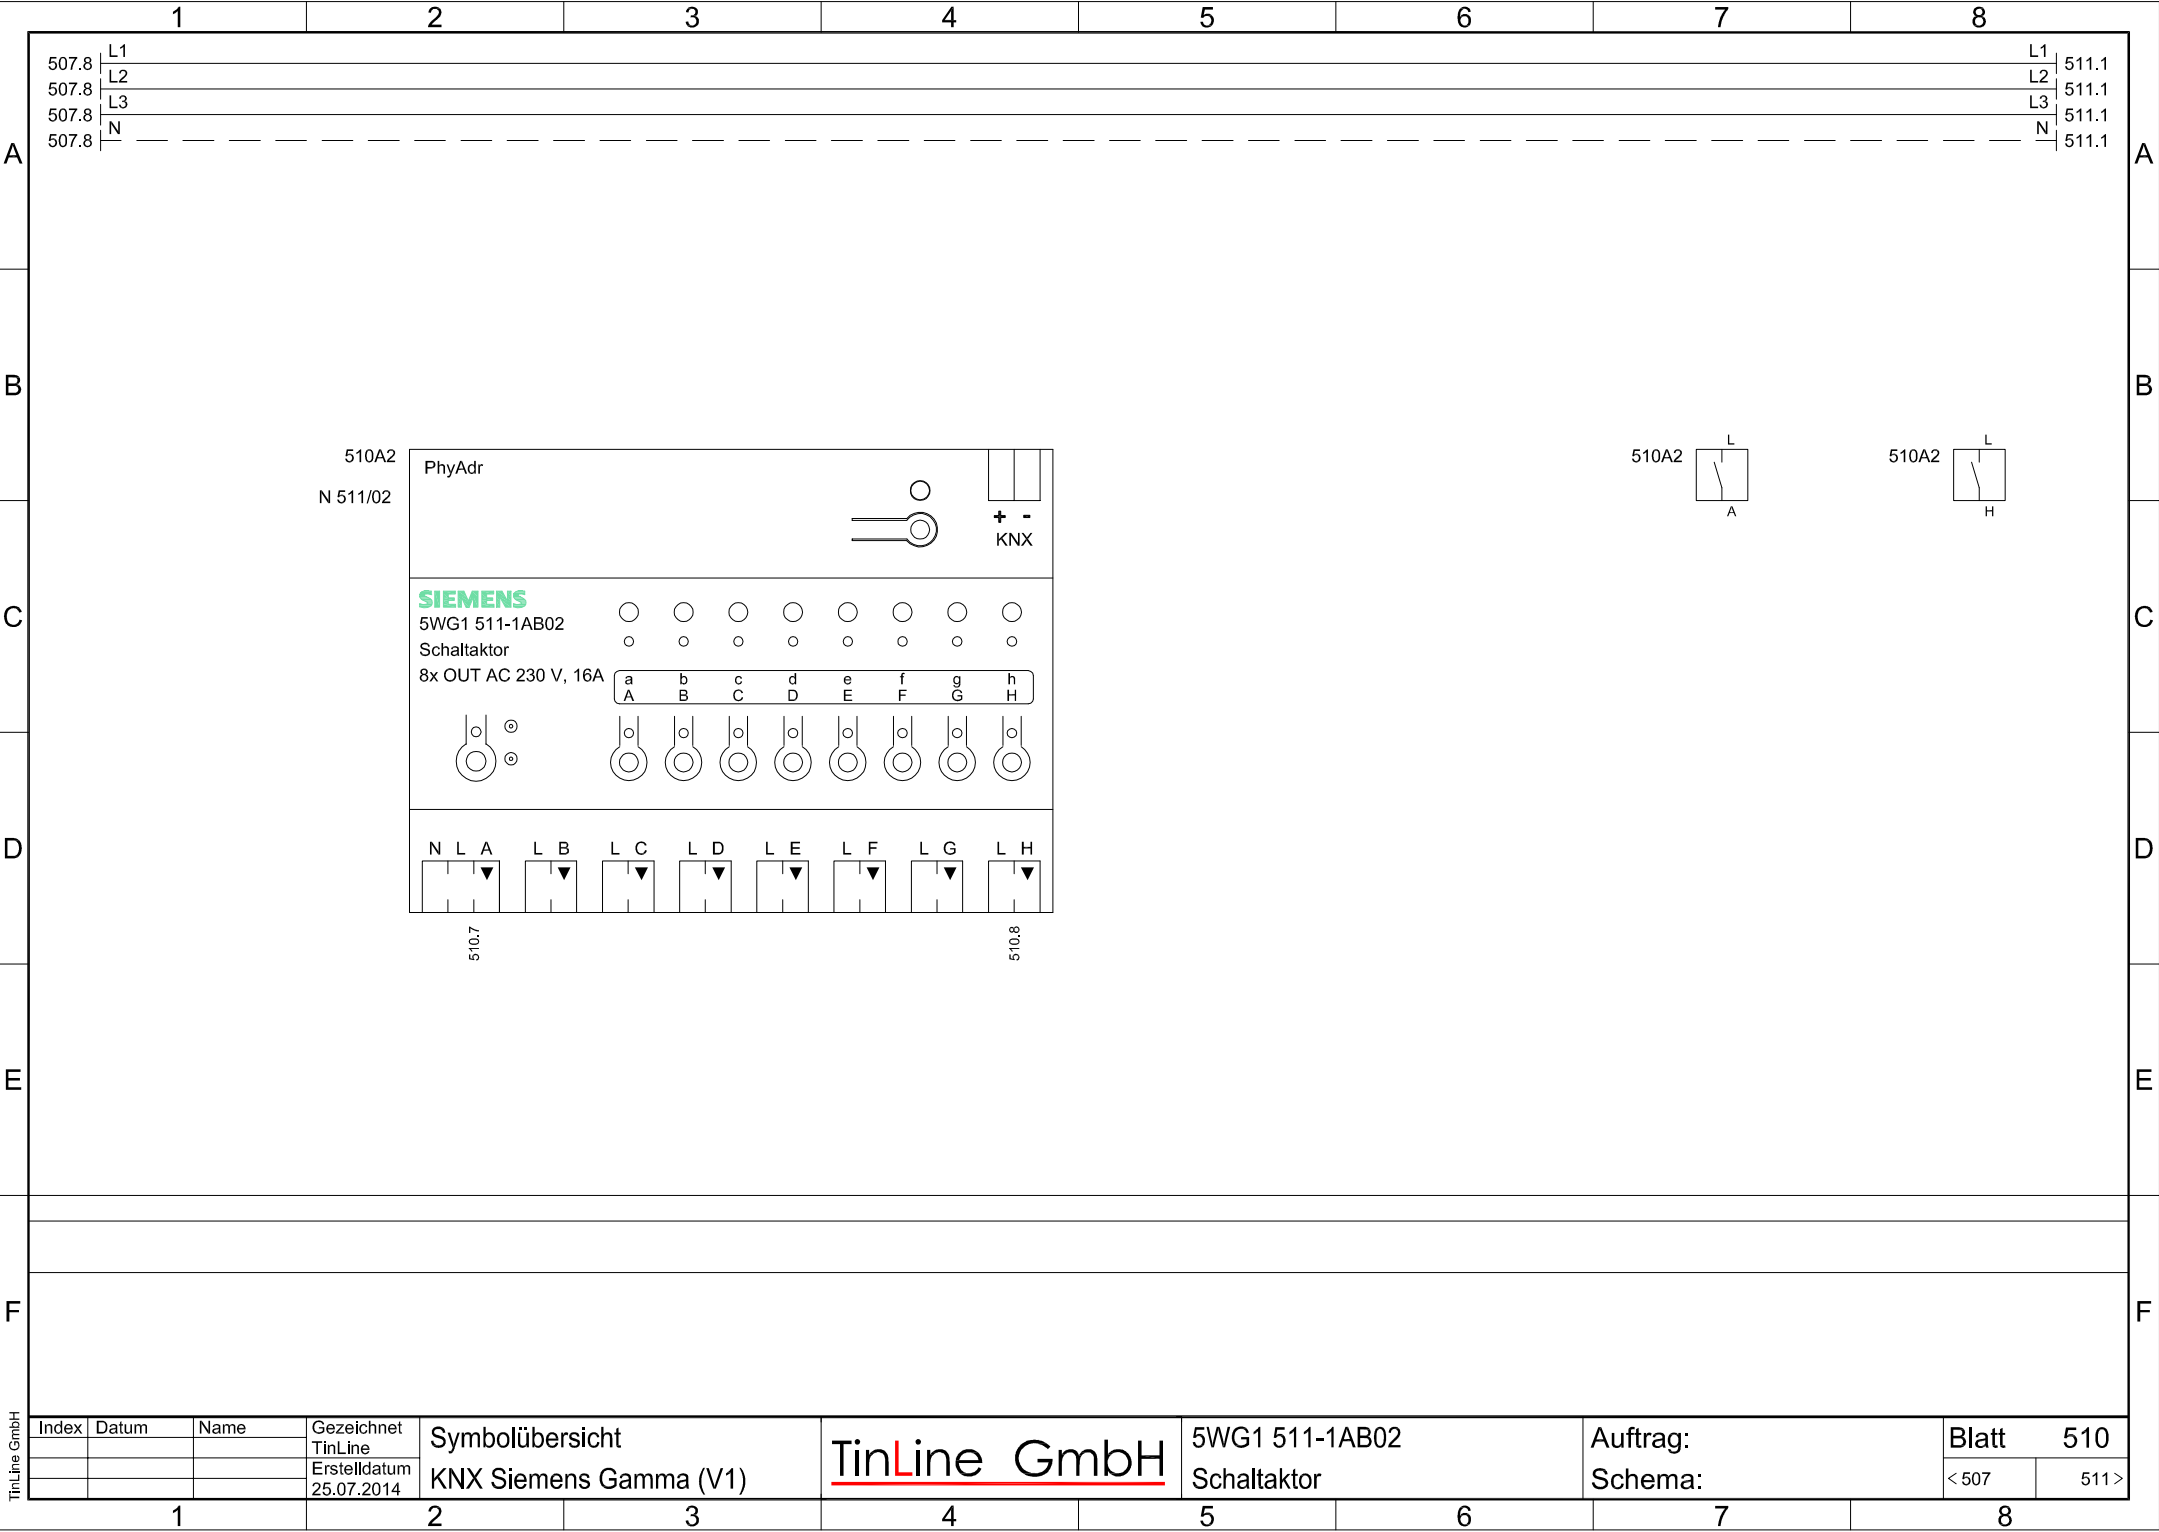 1 2 3 4 5 6 7 8
507.8 L1 L1 511.1
507.8 L2 L2 511.1
507.8 L3 L3 511.1
507.8 N N 511.1
A A
B B
510A2 PhyAdr
N 511/02
+ -
KNX
510A2 L
A
510A2 L
H
C C
SIEMENS
5WG1 511-1AB02
Schaltaktor
8x OUT AC 230 V, 16A
a b c d e f g h
A B C D E F G H
D D
N L A L B L C L D L E L F L G L H
510.7 510.8
E E
F F
TinLine GmbH
Index Datum Name
Gezeichnet
TinLine
Erstelldatum
25.07.2014
Symbolübersicht
KNX Siemens Gamma (V1)
TinLine GmbH
5WG1 511-1AB02
Schaltaktor
Auftrag:
Schema:
Blatt 510
<507 511>
1 2 3 4 5 6 7 8